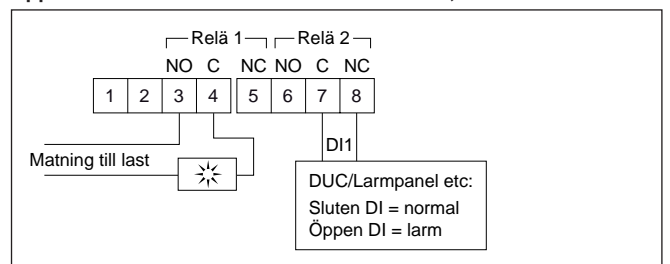 Relä 1 Relä 2
NO C NC NO C NC
1 2 3 4 5 6 7 8
DI1
Matning till last
DUC/Larmpanel etc:
Sluten DI = normal
Öppen DI = larm